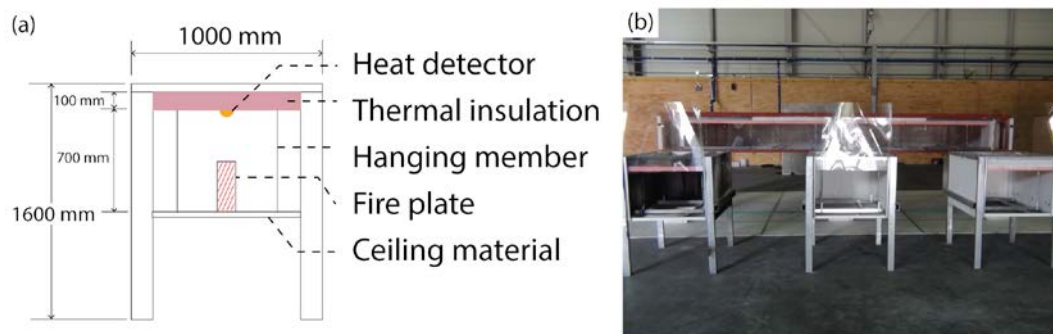 (a)
1000 mm
100 mm
700 mm
1600 mm
Heat detector
Thermal insulation
Hanging member
Fire plate
Ceiling material
(b)